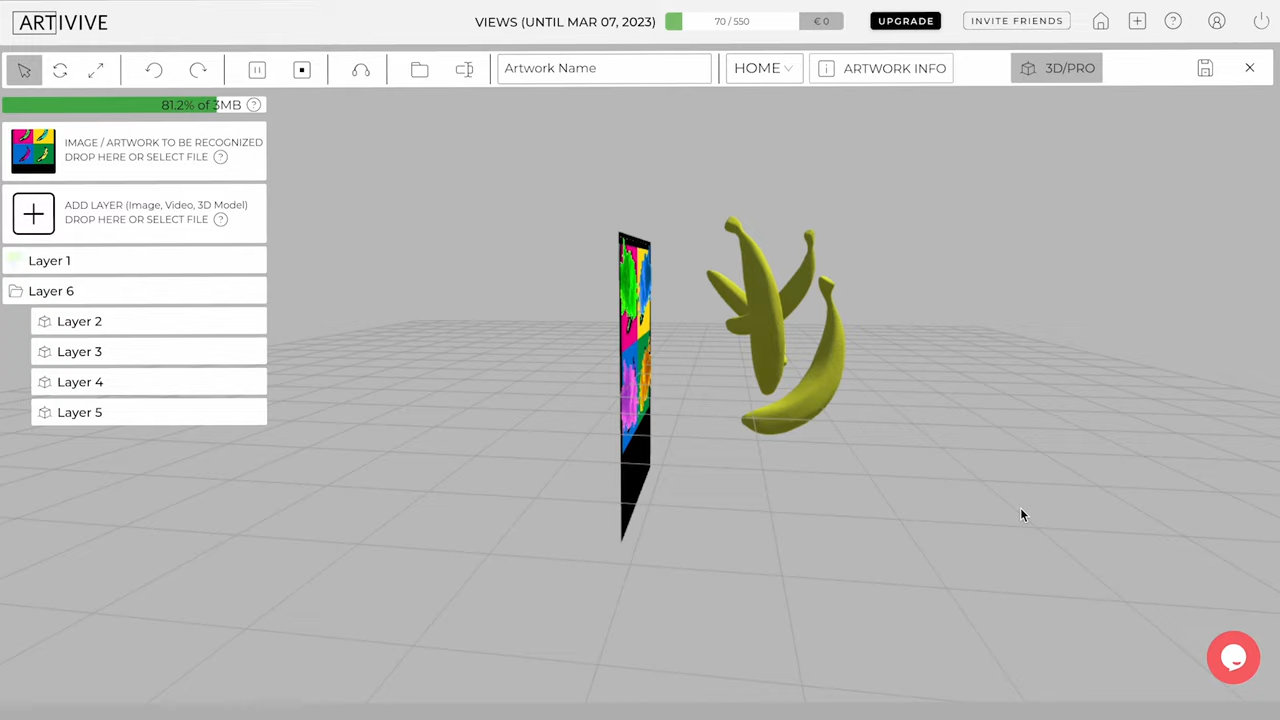 ARTIVIVE
VIEWS (UNTIL MAR 07, 2023)
70 / 550
€ 0
UPGRADE
INVITE FRIENDS
Artwork Name
HOME
ARTWORK INFO
3D/PRO
81.2% of 3MB
IMAGE / ARTWORK TO BE RECOGNIZED
DROP HERE OR SELECT FILE
ADD LAYER (Image, Video, 3D Model)
DROP HERE OR SELECT FILE
Layer 1
Layer 6
Layer 2
Layer 3
Layer 4
Layer 5